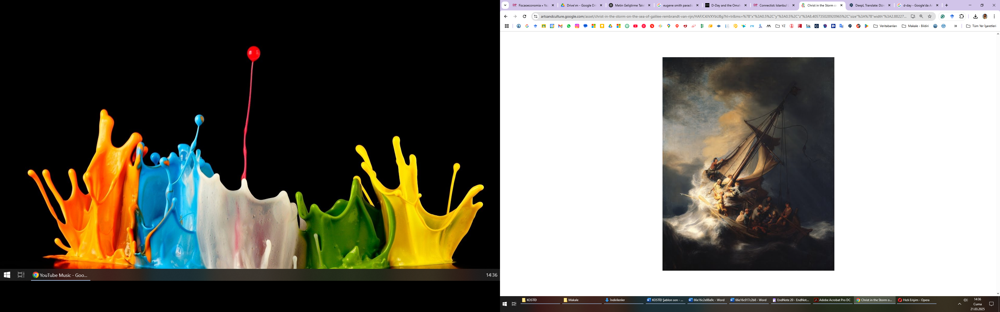 YouTube Music - Goo...
14:36
Fiscaoeconomia » Yaz
Drive'ım - Google Dri
Metin Geliştirme Tale
eugene smith paradis
D-Day and the Omah
Connectist: Istanbul U
Christ in the Storm o
DeepL Translate: Dün
d-day - Google'da A
artsandculture.google.com/asset/christ-in-the-storm-on-the-sea-of-galilee-rembrandt-van-rijn/HAFJC4JVXYbUBg?hl=tr&ms=%7B"x"%3A0.5%2C"y"%3A0.5%2C"z"%3A8.405735028920965%2C"size"%3A%7B"width"%3A2.88227...
ZTE
YZ
Veritabanları
Makale - Bildiri
Tüm Yer İşaretleri
KOSTİD
Makale
İndirilenler
KOSTİD Şablon son - ...
66e16c2e88a9c - Word
66e16c017c2b8 - Word
EndNote 20 - EndNot...
Adobe Acrobat Pro DC
Christ in the Storm o...
Hızlı Erişim - Opera
14:36
Cuma
21.03.2025